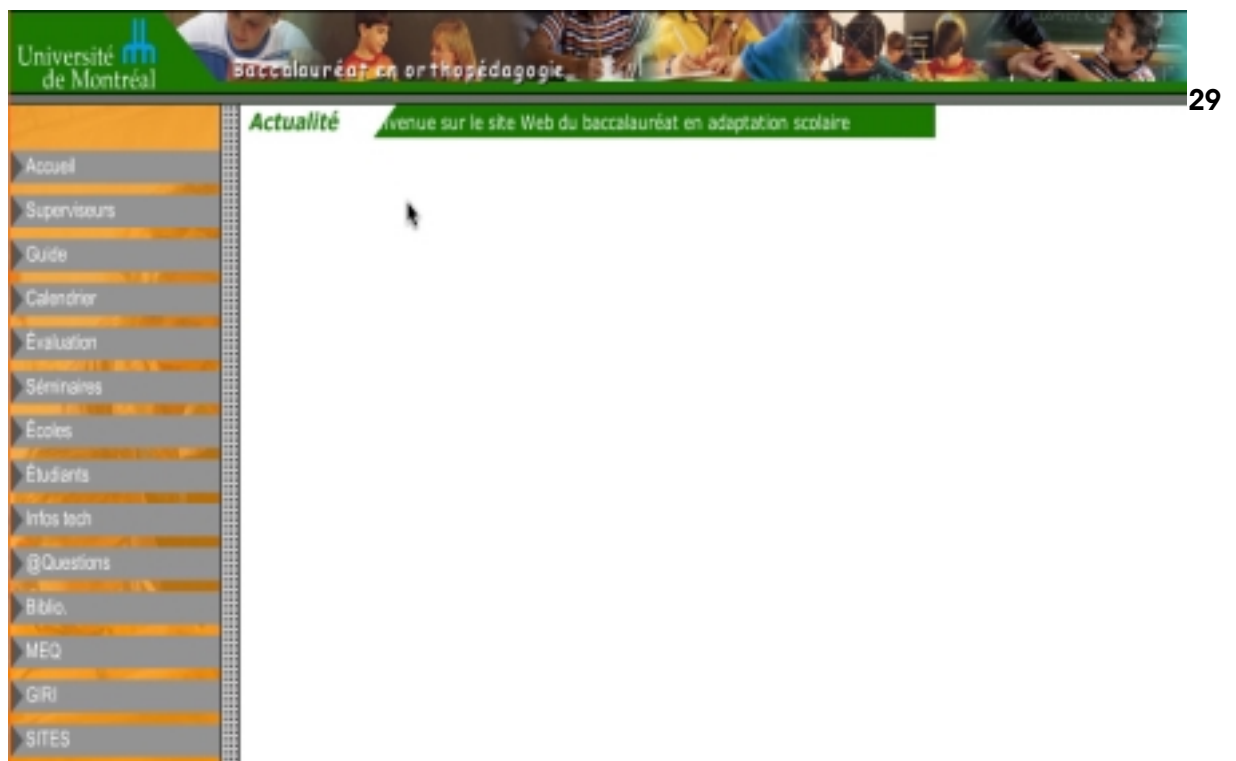 Université
de Montréal
Baccalauréat en orthopédagogie
29
Actualité
ivenue sur le site Web du baccalauréat en adaptation scolaire
Accueil
Superviseurs
Guide
Calendrier
Évaluation
Séminaires
Écoles
Étudiants
Infos tech
@Questions
Biblio.
MEQ
GIRI
SITES